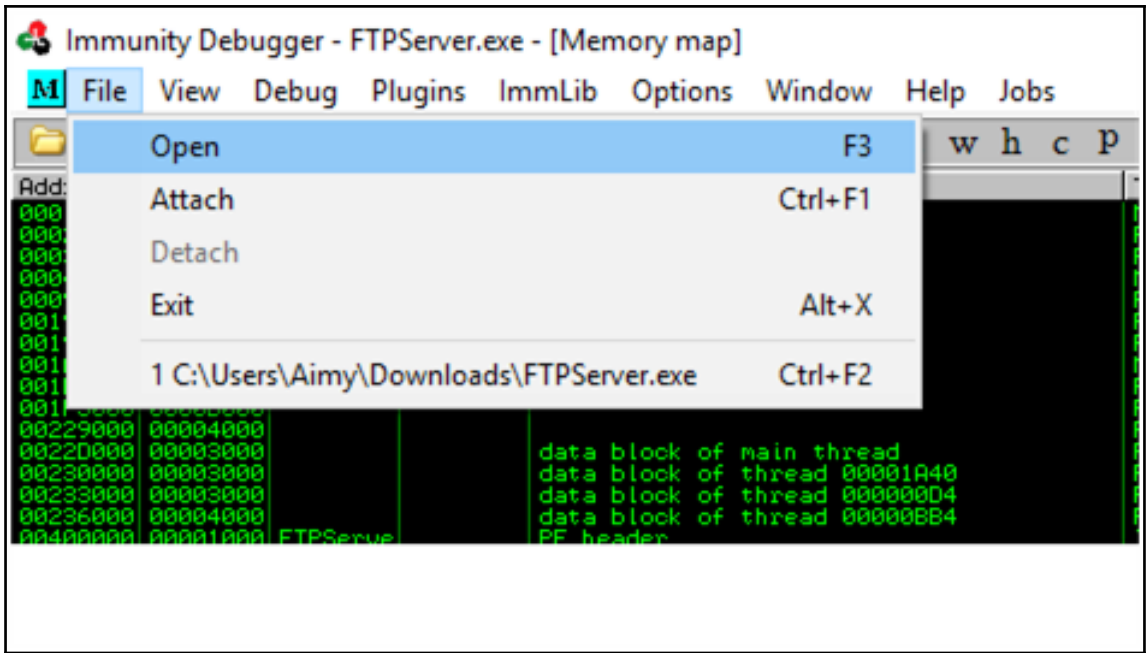 Immunity Debugger - FTPServer.exe - [Memory map]
M File View Debug Plugins ImmLib Options Window Help Jobs
Open F3 w h c p
Add:
Attach Ctrl+F1
Detach
Exit Alt+X
1 C:\Users\Aimy\Downloads\FTPServer.exe Ctrl+F2
00229000 00004000
0022D000 00003000 data block of main thread
00230000 00003000 data block of thread 00001A40
00233000 00003000 data block of thread 000000D4
00236000 00004000 data block of thread 00000BB4
00400000 00001000 FTPServe PE header